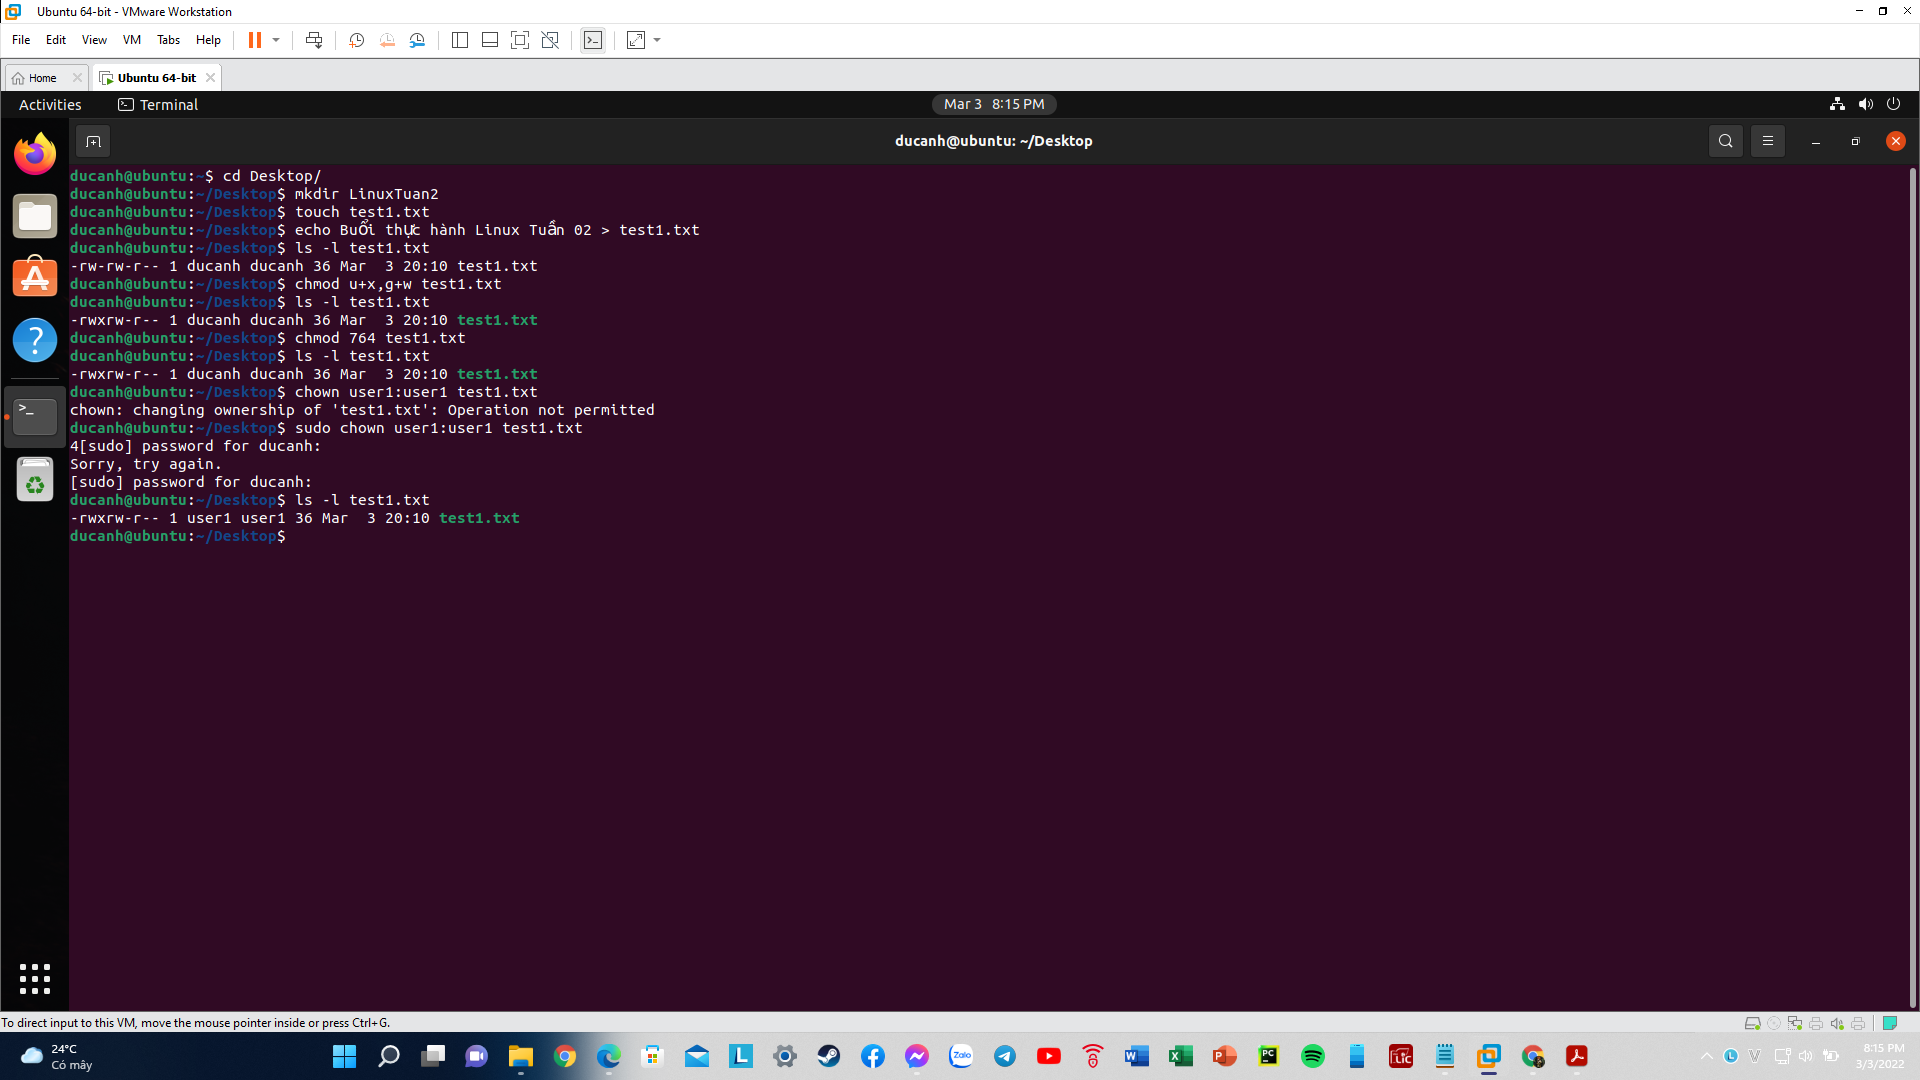 Ubuntu 64-bit - VMware Workstation
File Edit View VM Tabs Help
Home Ubuntu 64-bit
Activities Terminal Mar 3 8:15 PM
ducanh@ubuntu: ~/Desktop
ducanh@ubuntu:~$ cd Desktop/
ducanh@ubuntu:~/Desktop$ mkdir LinuxTuan2
ducanh@ubuntu:~/Desktop$ touch test1.txt
ducanh@ubuntu:~/Desktop$ echo Buổi thực hành Linux Tuần 02 > test1.txt
ducanh@ubuntu:~/Desktop$ ls -l test1.txt
-rw-rw-r-- 1 ducanh ducanh 36 Mar  3 20:10 test1.txt
ducanh@ubuntu:~/Desktop$ chmod u+x,g+w test1.txt
ducanh@ubuntu:~/Desktop$ ls -l test1.txt
-rwxrw-r-- 1 ducanh ducanh 36 Mar  3 20:10 test1.txt
ducanh@ubuntu:~/Desktop$ chmod 764 test1.txt
ducanh@ubuntu:~/Desktop$ ls -l test1.txt
-rwxrw-r-- 1 ducanh ducanh 36 Mar  3 20:10 test1.txt
ducanh@ubuntu:~/Desktop$ chown user1:user1 test1.txt
chown: changing ownership of 'test1.txt': Operation not permitted
ducanh@ubuntu:~/Desktop$ sudo chown user1:user1 test1.txt
4[sudo] password for ducanh:
Sorry, try again.
[sudo] password for ducanh:
ducanh@ubuntu:~/Desktop$ ls -l test1.txt
-rwxrw-r-- 1 user1 user1 36 Mar  3 20:10 test1.txt
ducanh@ubuntu:~/Desktop$
To direct input to this VM, move the mouse pointer inside or press Ctrl+G.
24°C
Có mây
Zalo
8:15 PM
3/3/2022